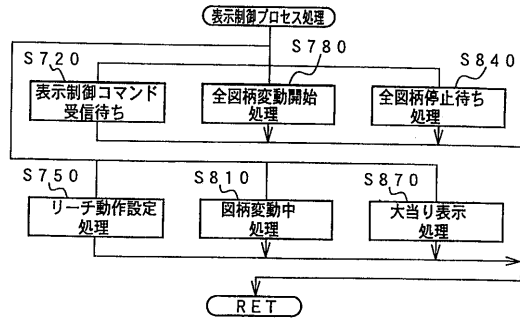 表示制御プロセス処理
S720
S780
S840
表示制御コマンド
受信待ち
全図柄変動開始
処理
全図柄停止待ち
処理
S750
S810
S870
リーチ動作設定
処理
図柄変動中
処理
大当り表示
処理
RET